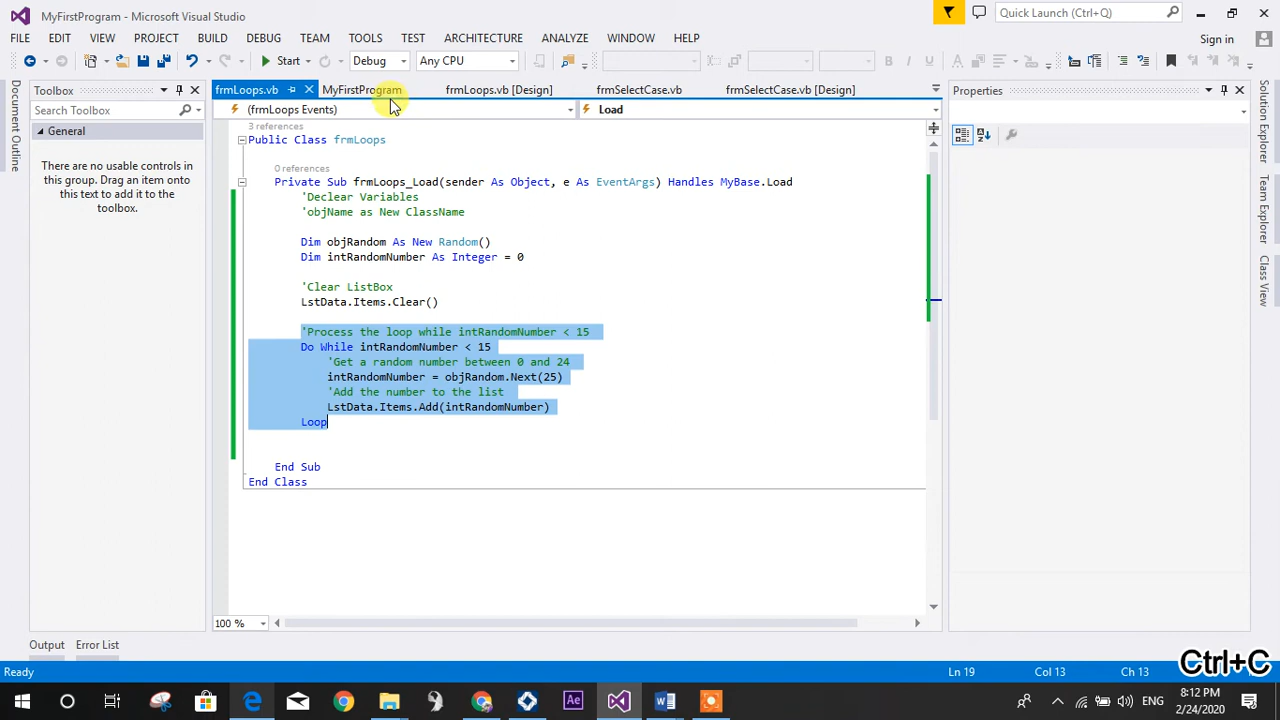 MyFirstProgram - Microsoft Visual Studio
Quick Launch (Ctrl+Q)
FILE EDIT VIEW PROJECT BUILD DEBUG TEAM TOOLS TEST ARCHITECTURE ANALYZE WINDOW HELP
Sign in
Start Debug Any CPU
Document Outline
Toolbox
Search Toolbox
General
There are no usable controls in
this group. Drag an item onto
this text to add it to the
toolbox.
frmLoops.vb MyFirstProgram frmLoops.vb [Design] frmSelectCase.vb frmSelectCase.vb [Design]
(frmLoops Events) Load
3 references
Public Class frmLoops
0 references
Private Sub frmLoops_Load(sender As Object, e As EventArgs) Handles MyBase.Load
'Declear Variables
'objName as New ClassName
Dim objRandom As New Random()
Dim intRandomNumber As Integer = 0
'Clear ListBox
LstData.Items.Clear()
'Process the loop while intRandomNumber < 15
Do While intRandomNumber < 15
'Get a random number between 0 and 24
intRandomNumber = objRandom.Next(25)
'Add the number to the list
LstData.Items.Add(intRandomNumber)
Loop
End Sub
End Class
100 %
Properties
Solution Explorer
Team Explorer
Class View
Output Error List
Ready
Ln 19 Col 13 Ch 13
Ctrl+C
Ae
ENG
8:12 PM
2/24/2020